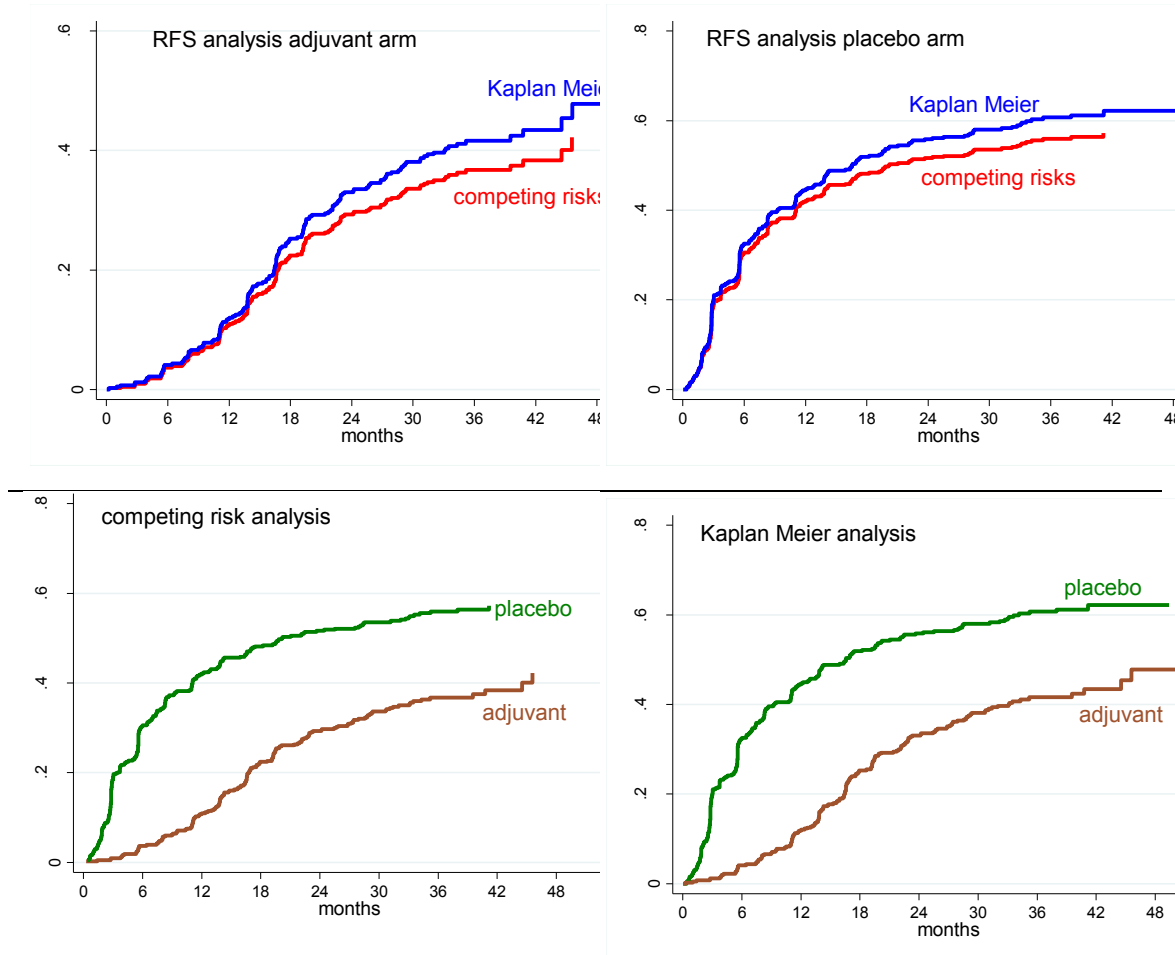 RFS analysis adjuvant arm
Kaplan Meie
competing risks
.6
.4
.2
0
0 6 12 18 24 30 36 42 48
months
RFS analysis placebo arm
Kaplan Meier
competing risks
.8
.6
.4
.2
0
0 6 12 18 24 30 36 42 48
months
competing risk analysis
placebo
adjuvant
.8
.6
.4
.2
0
0 6 12 18 24 30 36 42 48
months
Kaplan Meier analysis
placebo
adjuvant
.8
.6
.4
.2
0
0 6 12 18 24 30 36 42 48
months